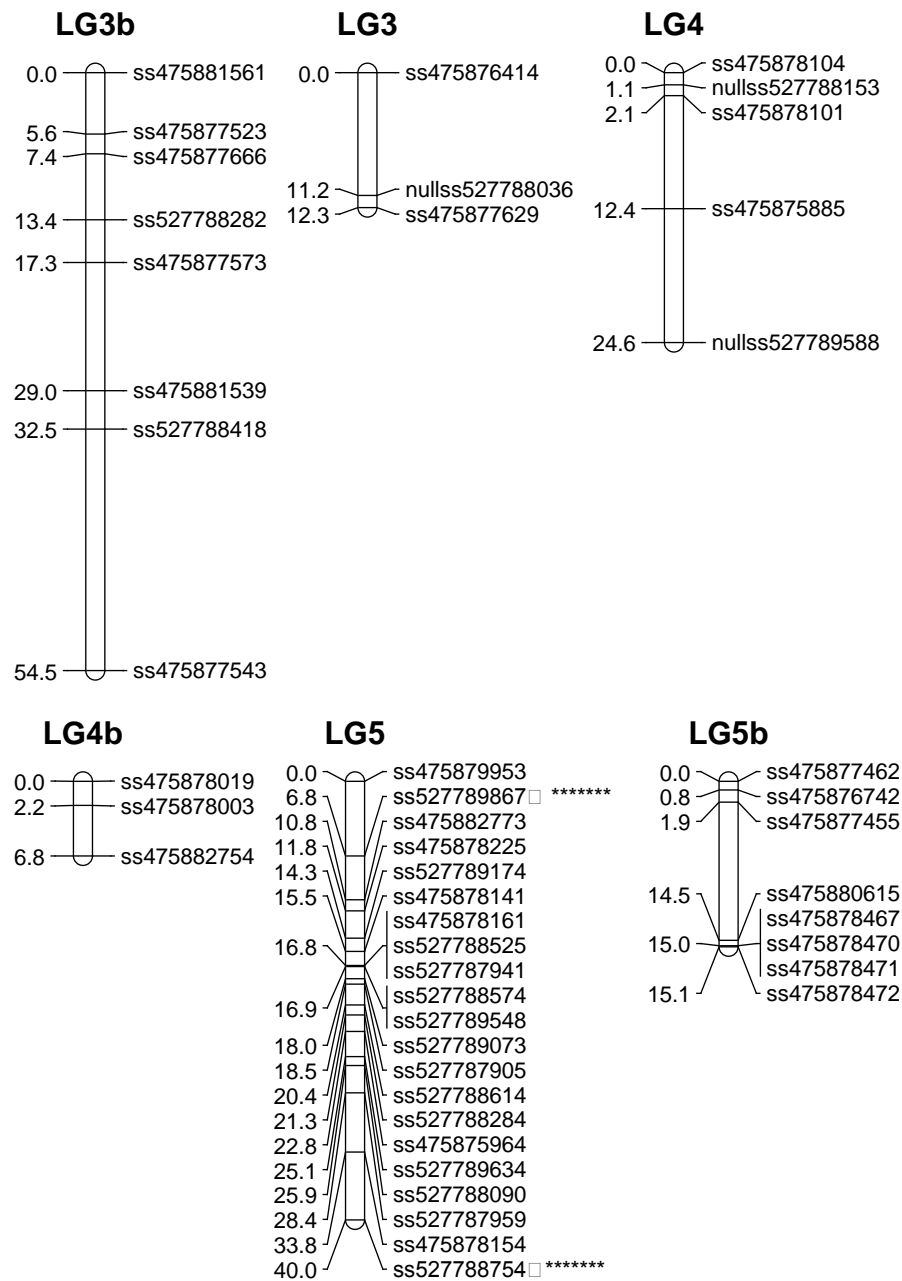 LG3b
0.0 ss475881561
5.6 ss475877523
7.4 ss475877666
13.4 ss527788282
17.3 ss475877573
29.0 ss475881539
32.5 ss527788418
54.5 ss475877543
LG3
0.0 ss475876414
11.2 nullss527788036
12.3 ss475877629
LG4
0.0 ss475878104
1.1 nullss527788153
2.1 ss475878101
12.4 ss475875885
24.6 nullss527789588
LG4b
0.0 ss475878019
2.2 ss475878003
6.8 ss475882754
LG5
0.0 ss475879953
6.8 ss527789867□ *******
10.8 ss475882773
11.8 ss475878225
14.3 ss527789174
15.5 ss475878141
ss475878161
16.8 ss527788525
ss527787941
16.9 ss527788574
ss527789548
18.0 ss527789073
18.5 ss527787905
20.4 ss527788614
21.3 ss527788284
22.8 ss475875964
25.1 ss527789634
25.9 ss527788090
28.4 ss527787959
33.8 ss475878154
40.0 ss527788754□ *******
LG5b
0.0 ss475877462
0.8 ss475876742
1.9 ss475877455
14.5 ss475880615
ss475878467
15.0 ss475878470
ss475878471
15.1 ss475878472